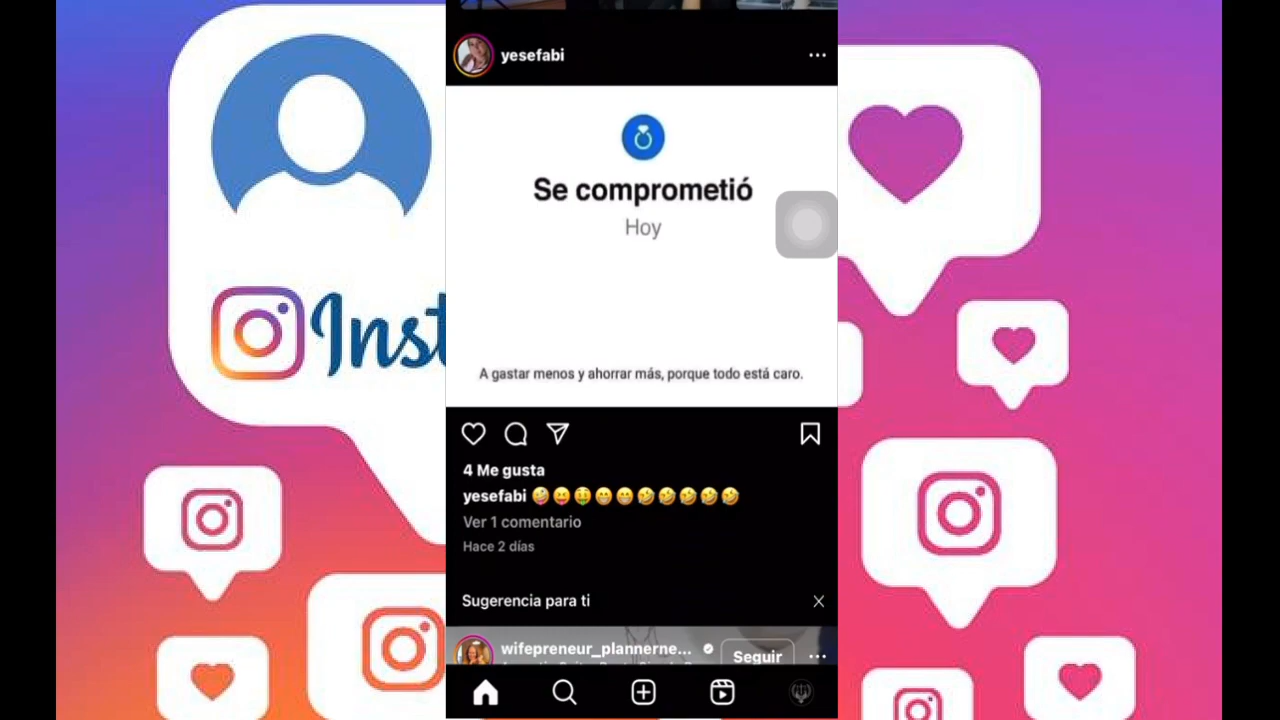 yesefabi
Se comprometió
Hoy
Inst
A gastar menos y ahorrar más, porque todo está caro.
4 Me gusta
yesefabi
Ver 1 comentario
Hace 2 días
Sugerencia para ti
wifepreneur_plannerne...
Seguir